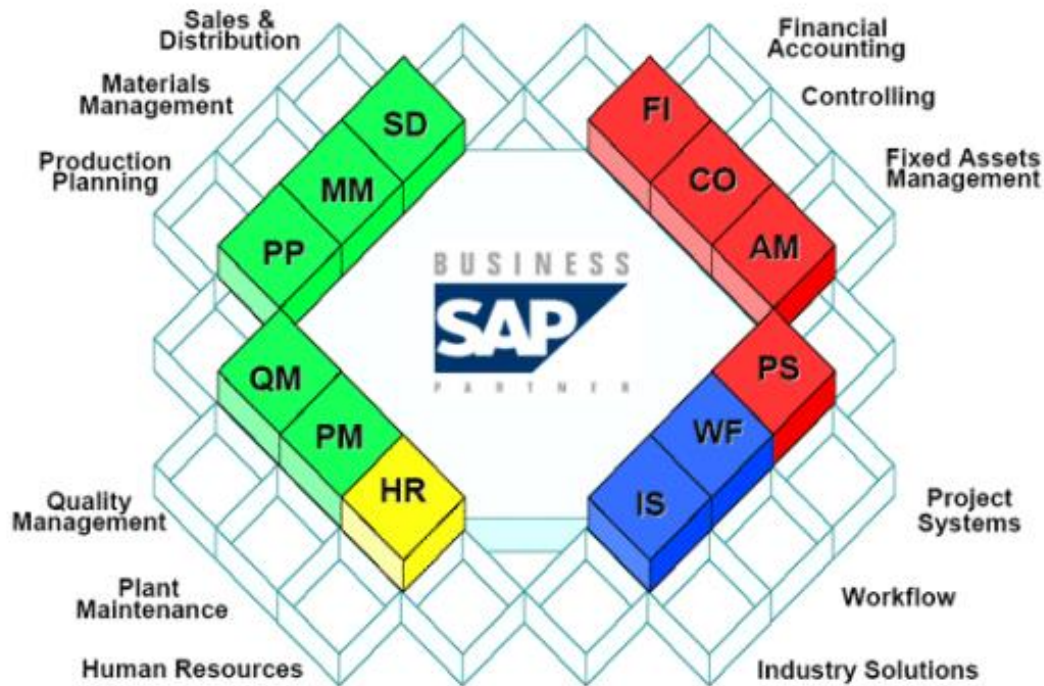 Sales &
Distribution
Materials
Management
Production
Planning
Financial
Accounting
Controlling
Fixed Assets
Management
SD
MM
PP
FI
CO
AM
BUSINESS
SAP
PARTNER
QM
PM
HR
PS
WF
IS
Quality
Management
Plant
Maintenance
Human Resources
Project
Systems
Workflow
Industry Solutions